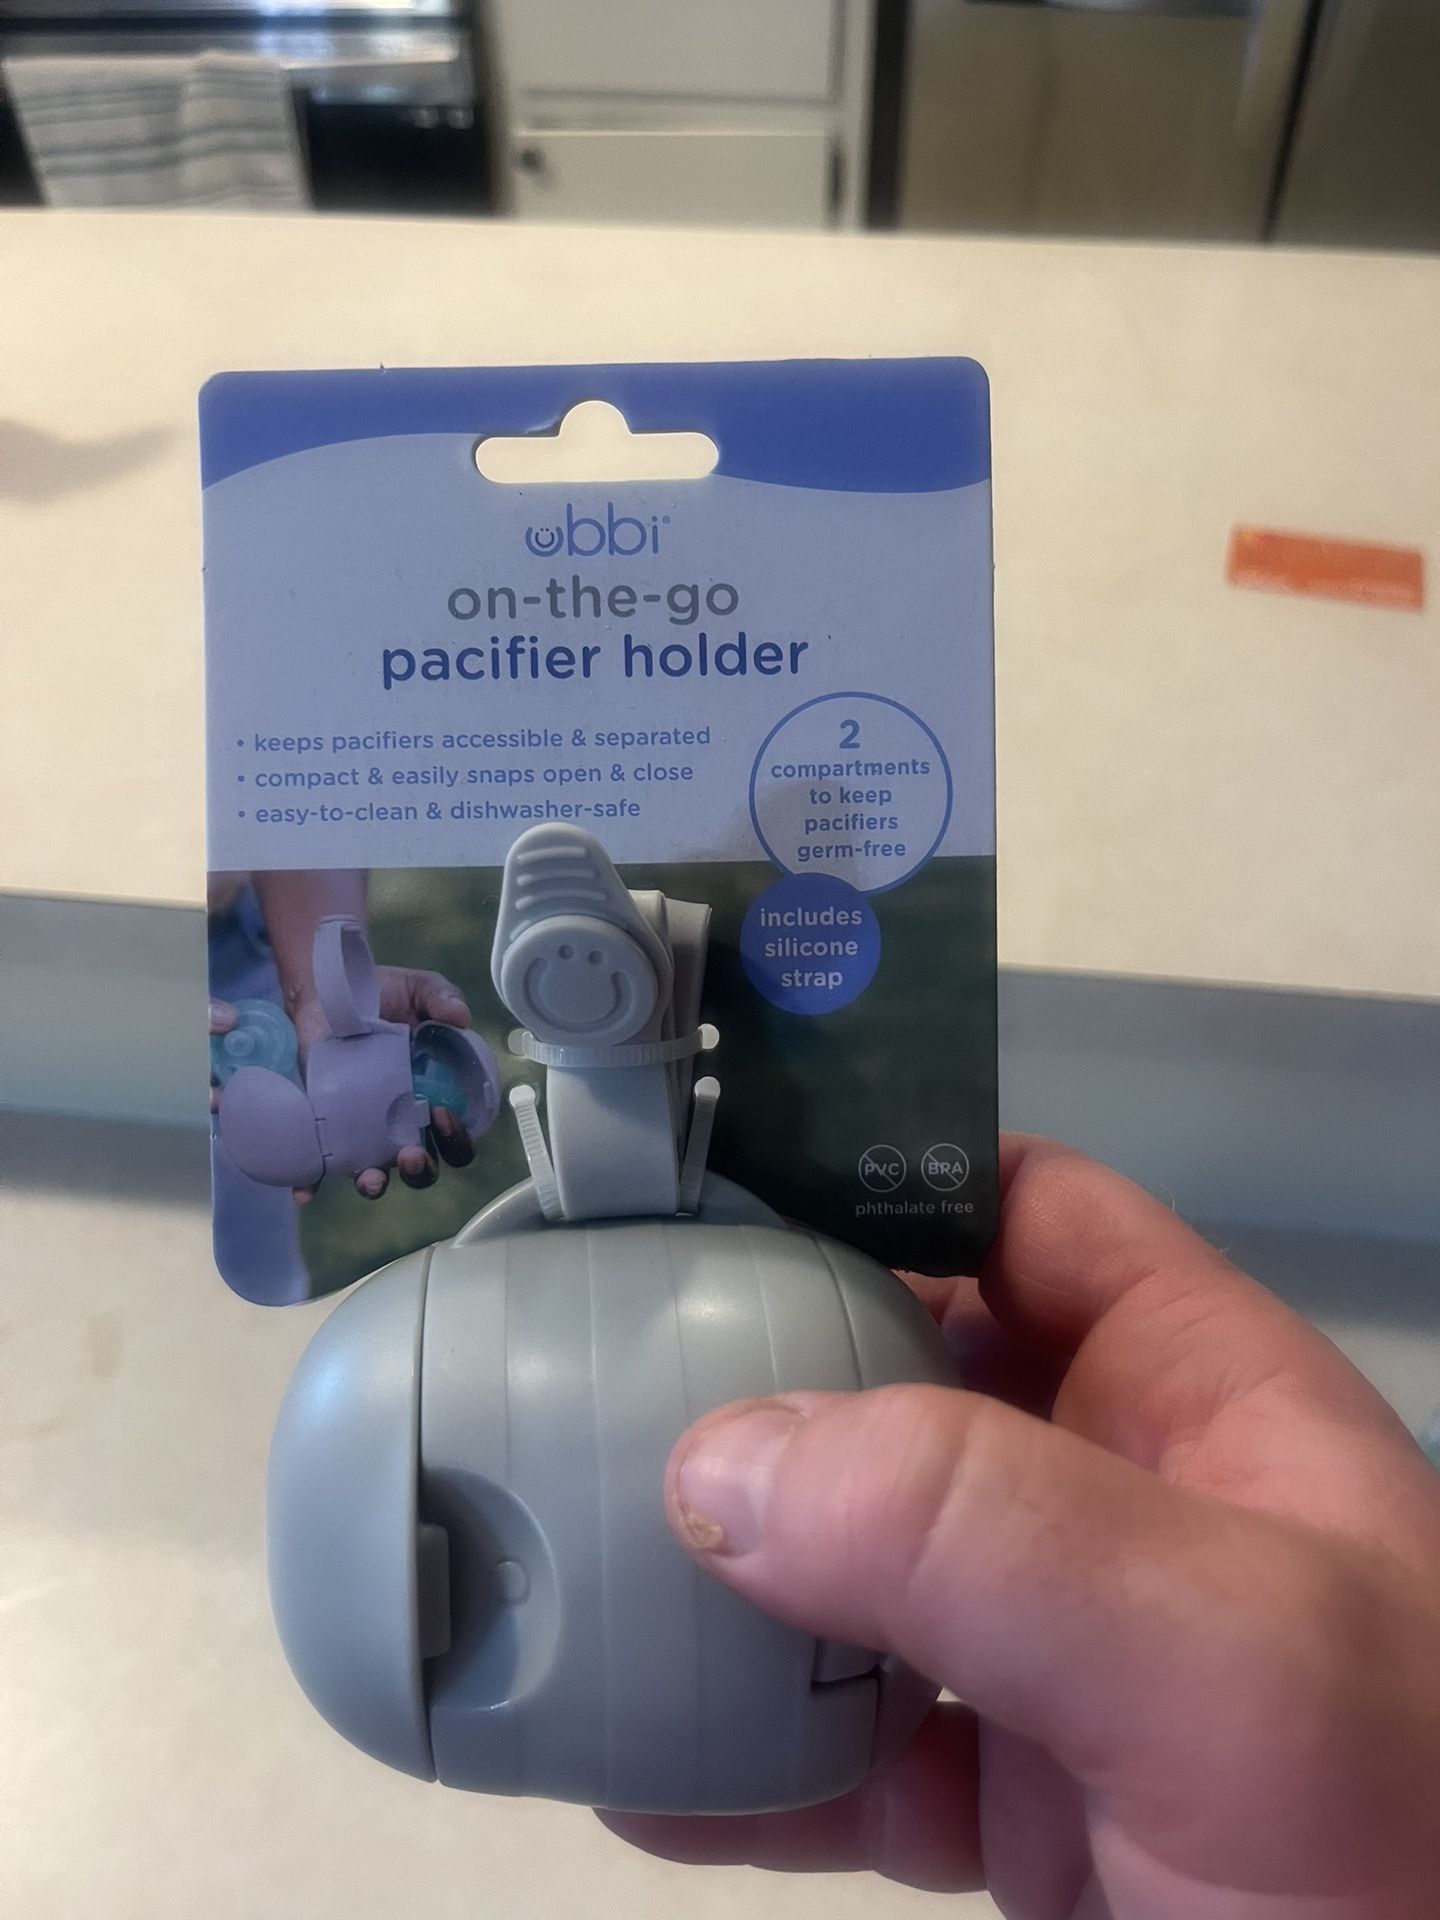 ubbi®
on-the-go
pacifier holder
• keeps pacifiers accessible & separated
• compact & easily snaps open & close
• easy-to-clean & dishwasher-safe
2
compartments
to keep
pacifiers
germ-free
includes
silicone
strap
PVC BPA
phthalate free